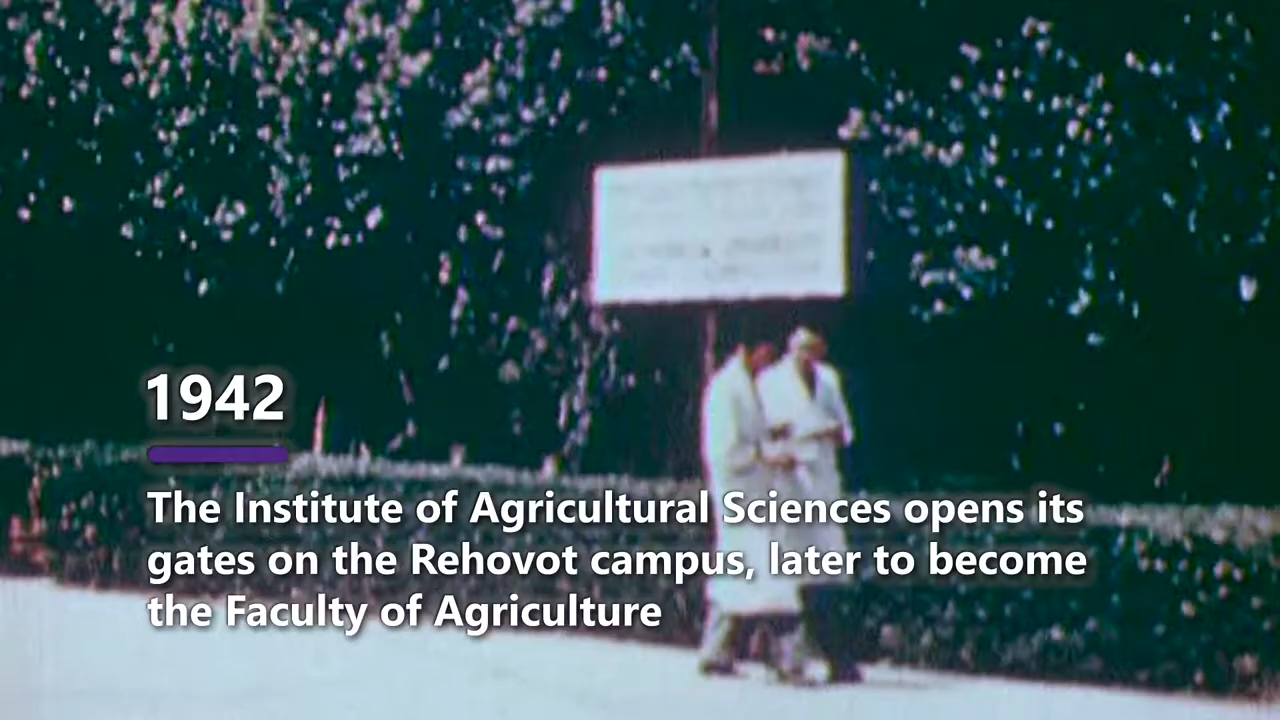 1942
The Institute of Agricultural Sciences opens its
gates on the Rehovot campus, later to become
the Faculty of Agriculture